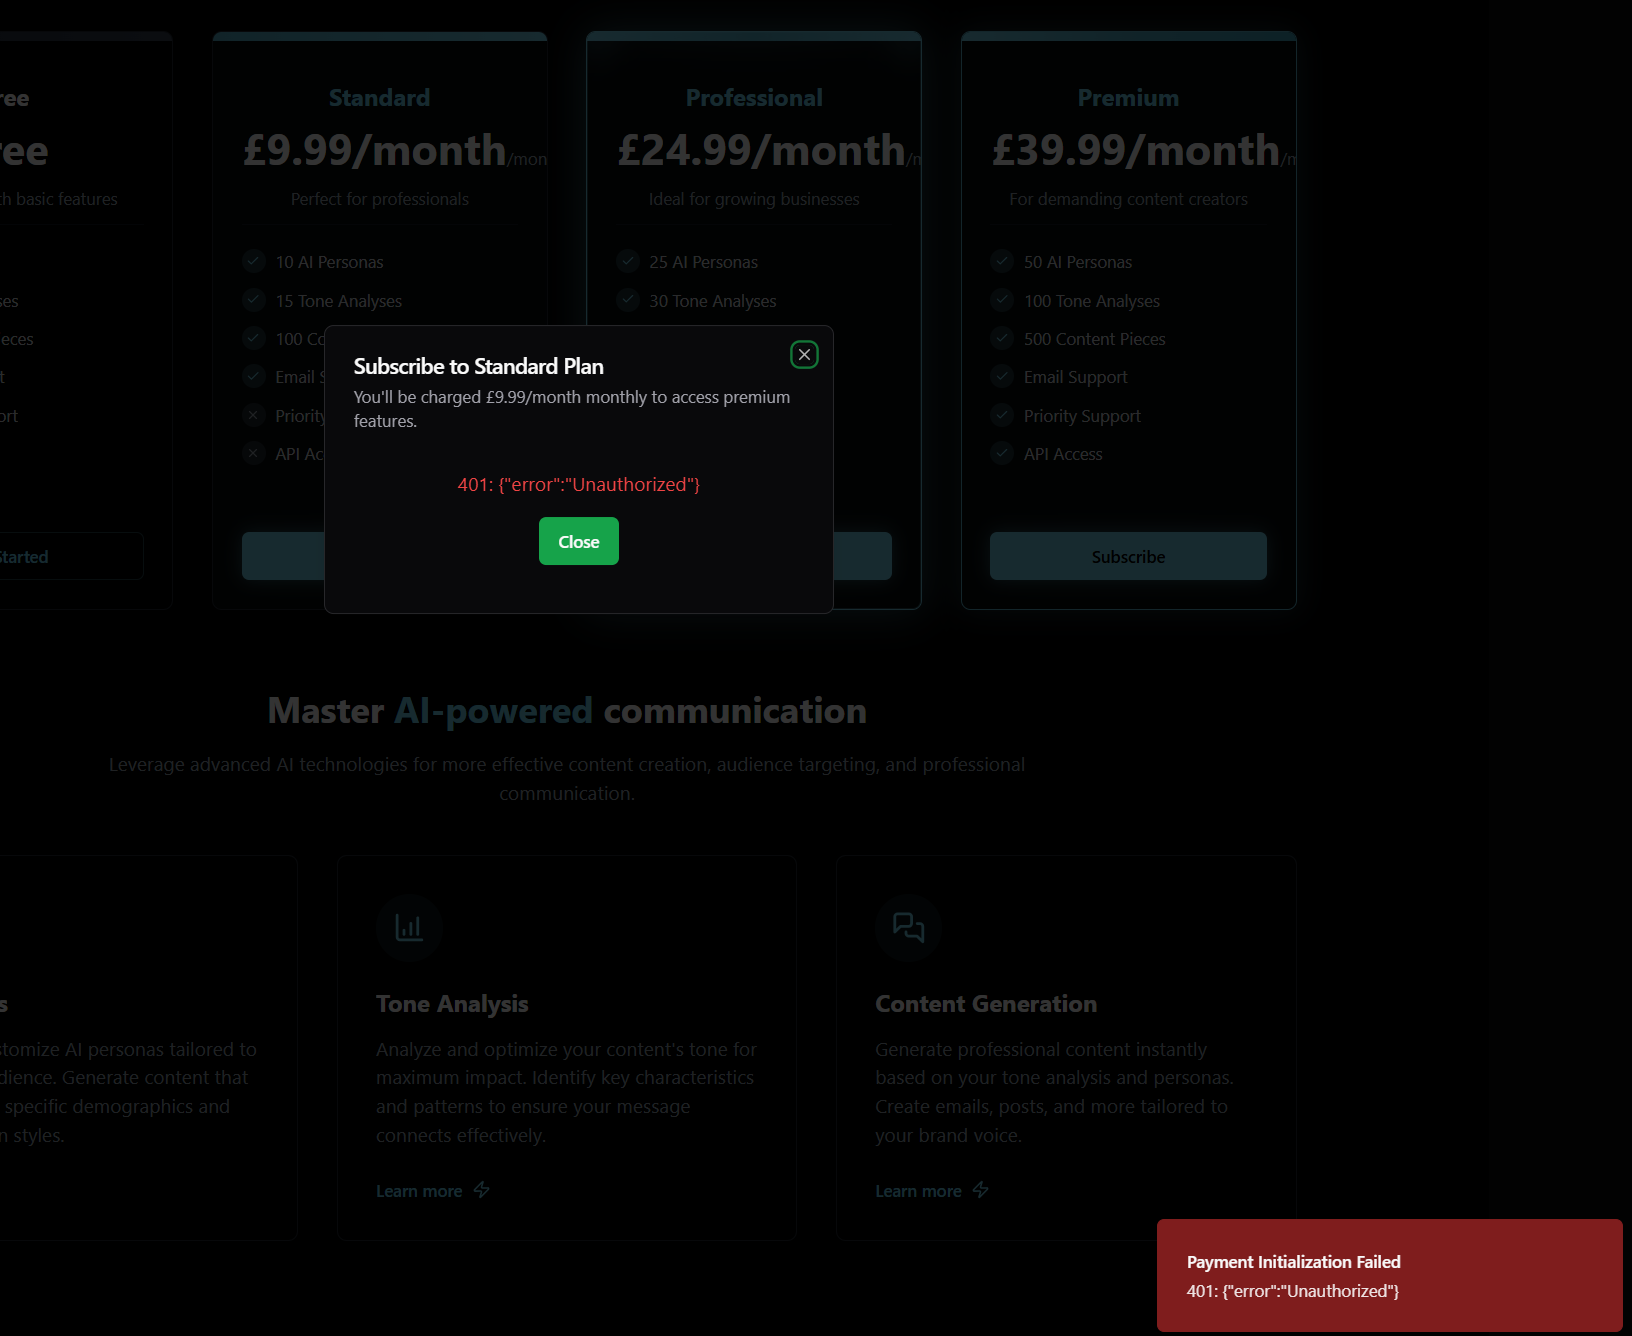 ree
Standard
Professional
Premium
ree
£9.99/month/mon
£24.99/month/n
£39.99/month/n
h basic features
Perfect for professionals
Ideal for growing businesses
For demanding content creators
10 AI Personas
25 AI Personas
50 AI Personas
ses
15 Tone Analyses
30 Tone Analyses
100 Tone Analyses
eces
100 Co
500 Content Pieces
t
Email S
Email Support
ort
Priority
Priority Support
API Ac
API Access
Subscribe to Standard Plan
You'll be charged £9.99/month monthly to access premium
features.
401: {"error":"Unauthorized"}
Close
Started
Subscribe
Master AI-powered communication
Leverage advanced AI technologies for more effective content creation, audience targeting, and professional
communication.
s
Tone Analysis
Content Generation
stomize AI personas tailored to
dience. Generate content that
specific demographics and
n styles.
Analyze and optimize your content's tone for
maximum impact. Identify key characteristics
and patterns to ensure your message
connects effectively.
Generate professional content instantly
based on your tone analysis and personas.
Create emails, posts, and more tailored to
your brand voice.
Learn more
Learn more
Payment Initialization Failed
401: {"error":"Unauthorized"}